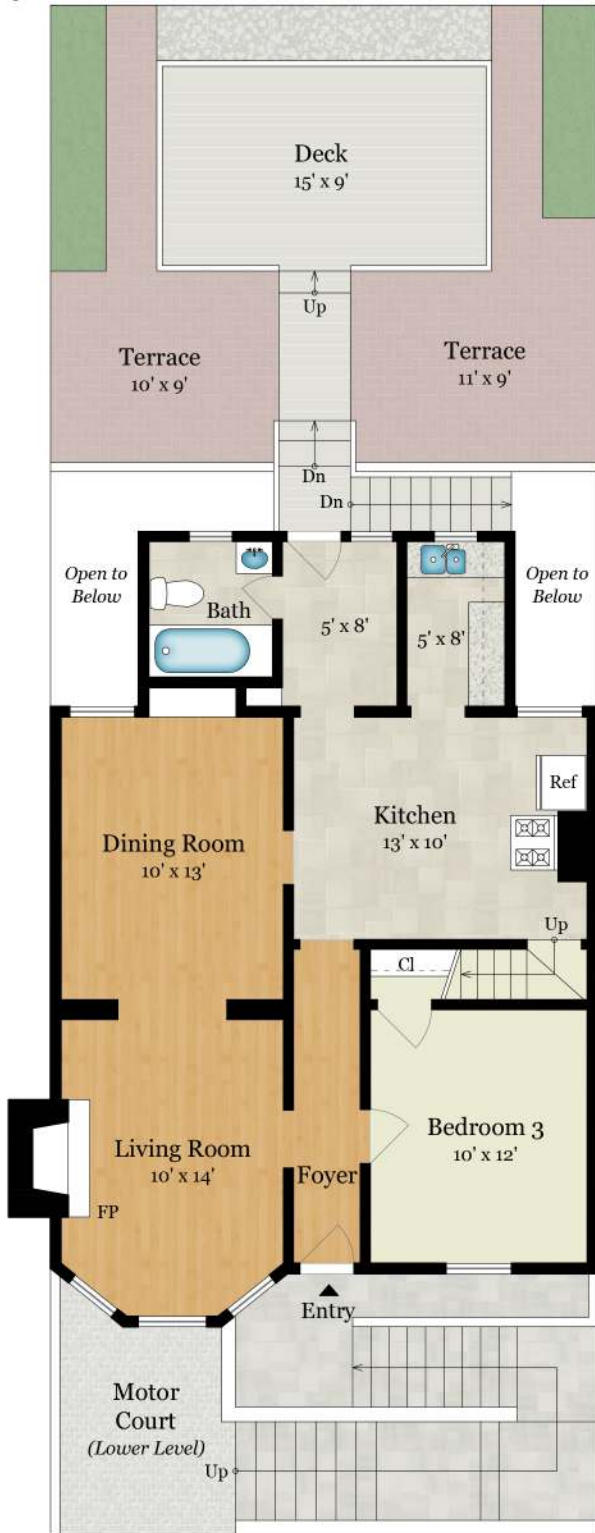 Deck
15' x 9'
Up
Terrace
10' x 9'
Terrace
11' x 9'
Dn
Dn
Open to
Below
Bath
5' x 8'
5' x 8'
Open to
Below
Ref
Kitchen
13' x 10'
Dining Room
10' x 13'
Up
Cl
Living Room
10' x 14'
Bedroom 3
10' x 12'
Foyer
FP
Entry
Motor
Court
(Lower Level)
Up